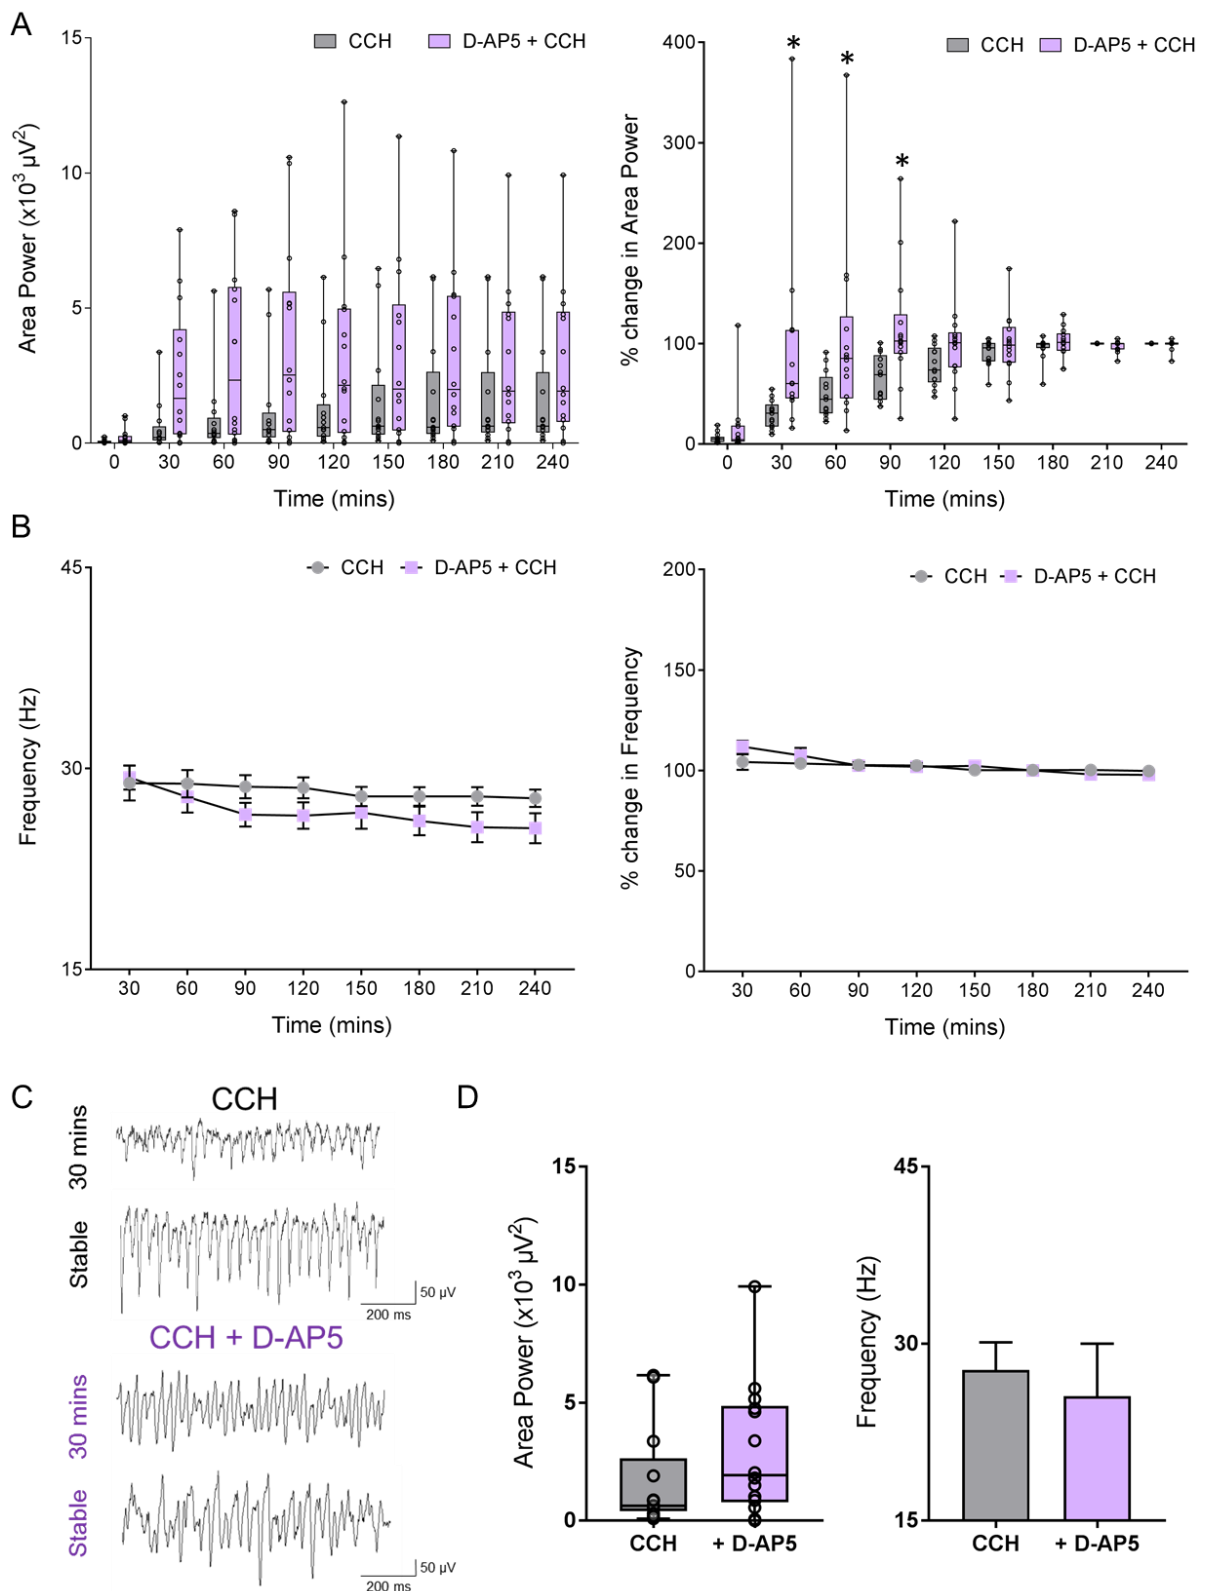 A
CCH D-AP5 + CCH
15
10
5
0
Area Power (x10³ µV²)
0 30 60 90 120 150 180 210 240
Time (mins)
CCH D-AP5 + CCH
400
300
200
100
0
% change in Area Power
* * *
0 30 60 90 120 150 180 210 240
Time (mins)
B
CCH D-AP5 + CCH
45
30
15
Frequency (Hz)
30 60 90 120 150 180 210 240
Time (mins)
CCH D-AP5 + CCH
200
150
100
50
0
% change in Frequency
30 60 90 120 150 180 210 240
Time (mins)
C
CCH
30 mins
Stable
50 µV
200 ms
CCH + D-AP5
30 mins
Stable
50 µV
200 ms
D
15
10
5
0
Area Power (x10³ µV²)
CCH + D-AP5
45
30
15
Frequency (Hz)
CCH + D-AP5